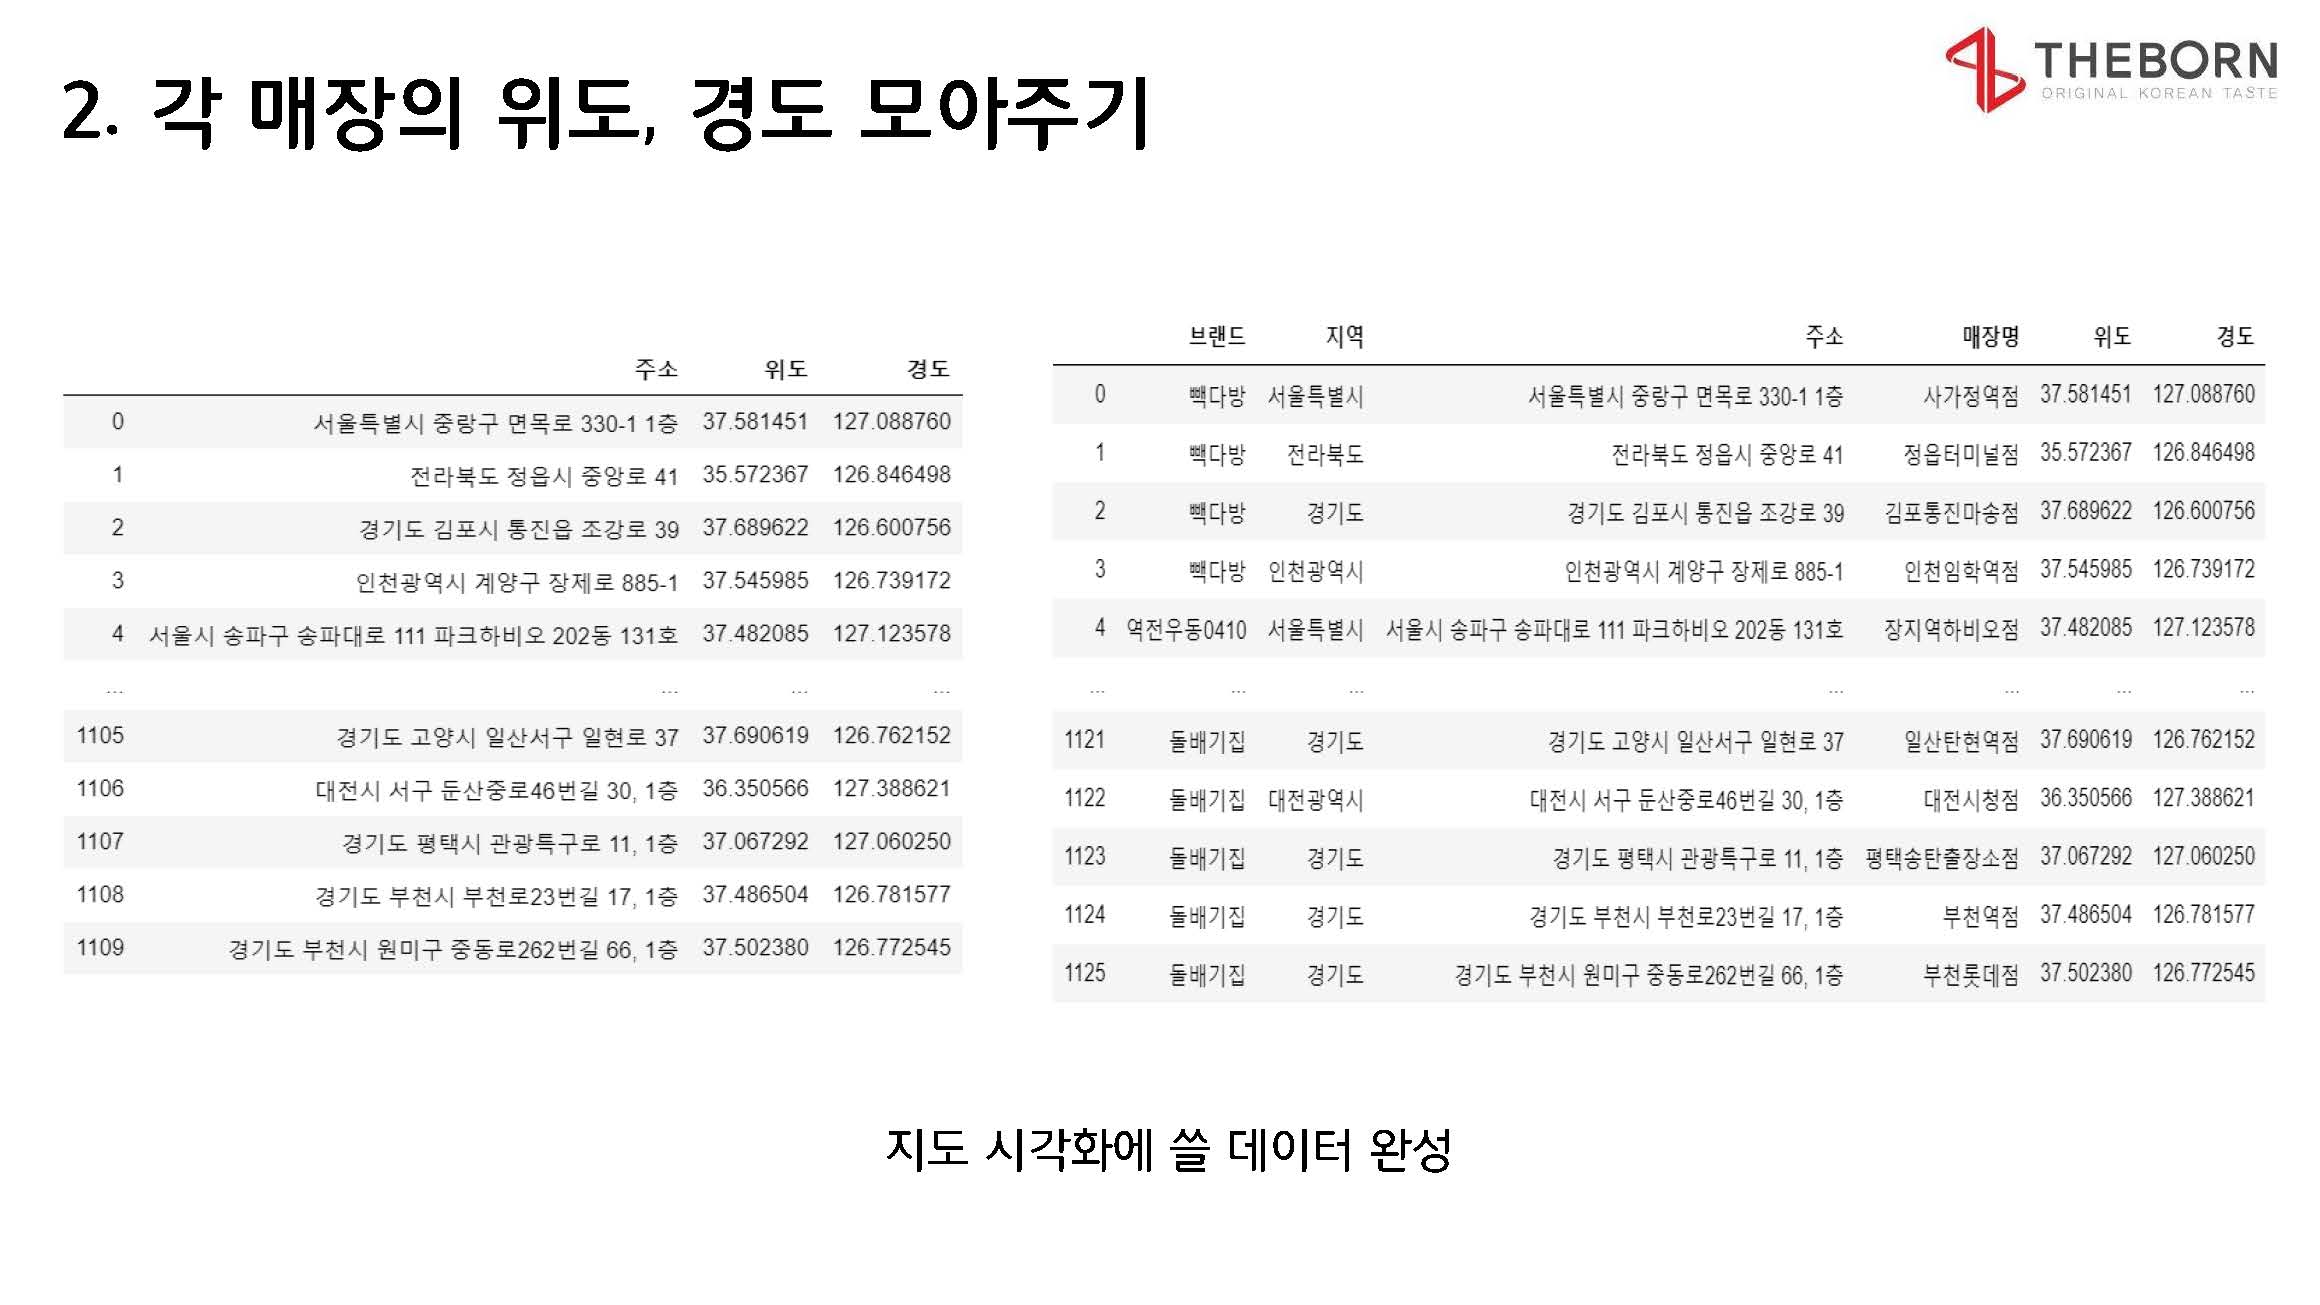 2. 각 매장의 위도, 경도 모아주기
THEBORN
ORIGINAL KOREAN TASTE
주소 위도 경도
0 서울특별시 중랑구 면목로 330-1 1층 37.581451 127.088760
1 전라북도 정읍시 중앙로 41 35.572367 126.846498
2 경기도 김포시 통진읍 조강로 39 37.689622 126.600756
3 인천광역시 계양구 장제로 885-1 37.545985 126.739172
4 서울시 송파구 송파대로 111 파크하비오 202동 131호 37.482085 127.123578
... ... ... ...
1105 경기도 고양시 일산서구 일현로 37 37.690619 126.762152
1106 대전시 서구 둔산중로46번길 30, 1층 36.350566 127.388621
1107 경기도 평택시 관광특구로 11, 1층 37.067292 127.060250
1108 경기도 부천시 부천로23번길 17, 1층 37.486504 126.781577
1109 경기도 부천시 원미구 중동로262번길 66, 1층 37.502380 126.772545
브랜드 지역 주소 매장명 위도 경도
0 빽다방 서울특별시 서울특별시 중랑구 면목로 330-1 1층 사가정역점 37.581451 127.088760
1 빽다방 전라북도 전라북도 정읍시 중앙로 41 정읍터미널점 35.572367 126.846498
2 빽다방 경기도 경기도 김포시 통진읍 조강로 39 김포통진마송점 37.689622 126.600756
3 빽다방 인천광역시 인천광역시 계양구 장제로 885-1 인천임학역점 37.545985 126.739172
4 역전우동0410 서울특별시 서울시 송파구 송파대로 111 파크하비오 202동 131호 장지역하비오점 37.482085 127.123578
... ... ... ... ... ... ...
1121 돌배기집 경기도 경기도 고양시 일산서구 일현로 37 일산탄현역점 37.690619 126.762152
1122 돌배기집 대전광역시 대전시 서구 둔산중로46번길 30, 1층 대전시청점 36.350566 127.388621
1123 돌배기집 경기도 경기도 평택시 관광특구로 11, 1층 평택송탄출장소점 37.067292 127.060250
1124 돌배기집 경기도 경기도 부천시 부천로23번길 17, 1층 부천역점 37.486504 126.781577
1125 돌배기집 경기도 경기도 부천시 원미구 중동로262번길 66, 1층 부천롯데점 37.502380 126.772545
지도 시각화에 쓸 데이터 완성